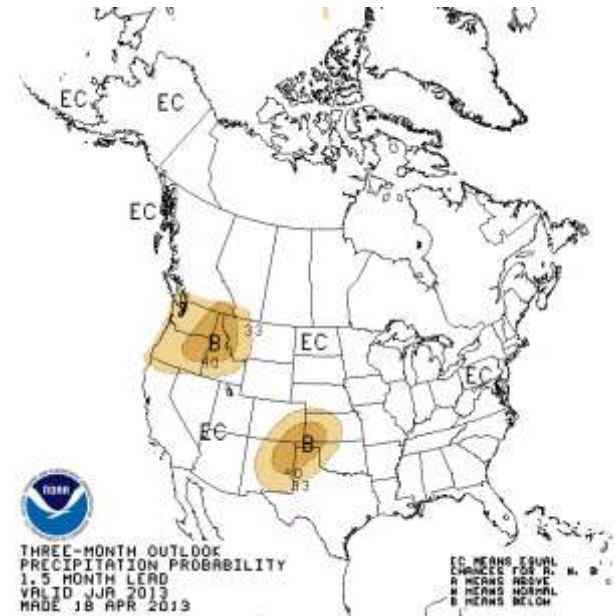 EC
EC
EC
33
B
EC
40
EC
EC
B
40
33
NOAA
THREE-MONTH OUTLOOK
PRECIPITATION PROBABILITY
1.5 MONTH LEAD
VALID JJA 2013
MADE 18 APR 2013
EC MEANS EQUAL
CHANCES FOR A, N, B
A MEANS ABOVE
N MEANS NORMAL
B MEANS BELOW